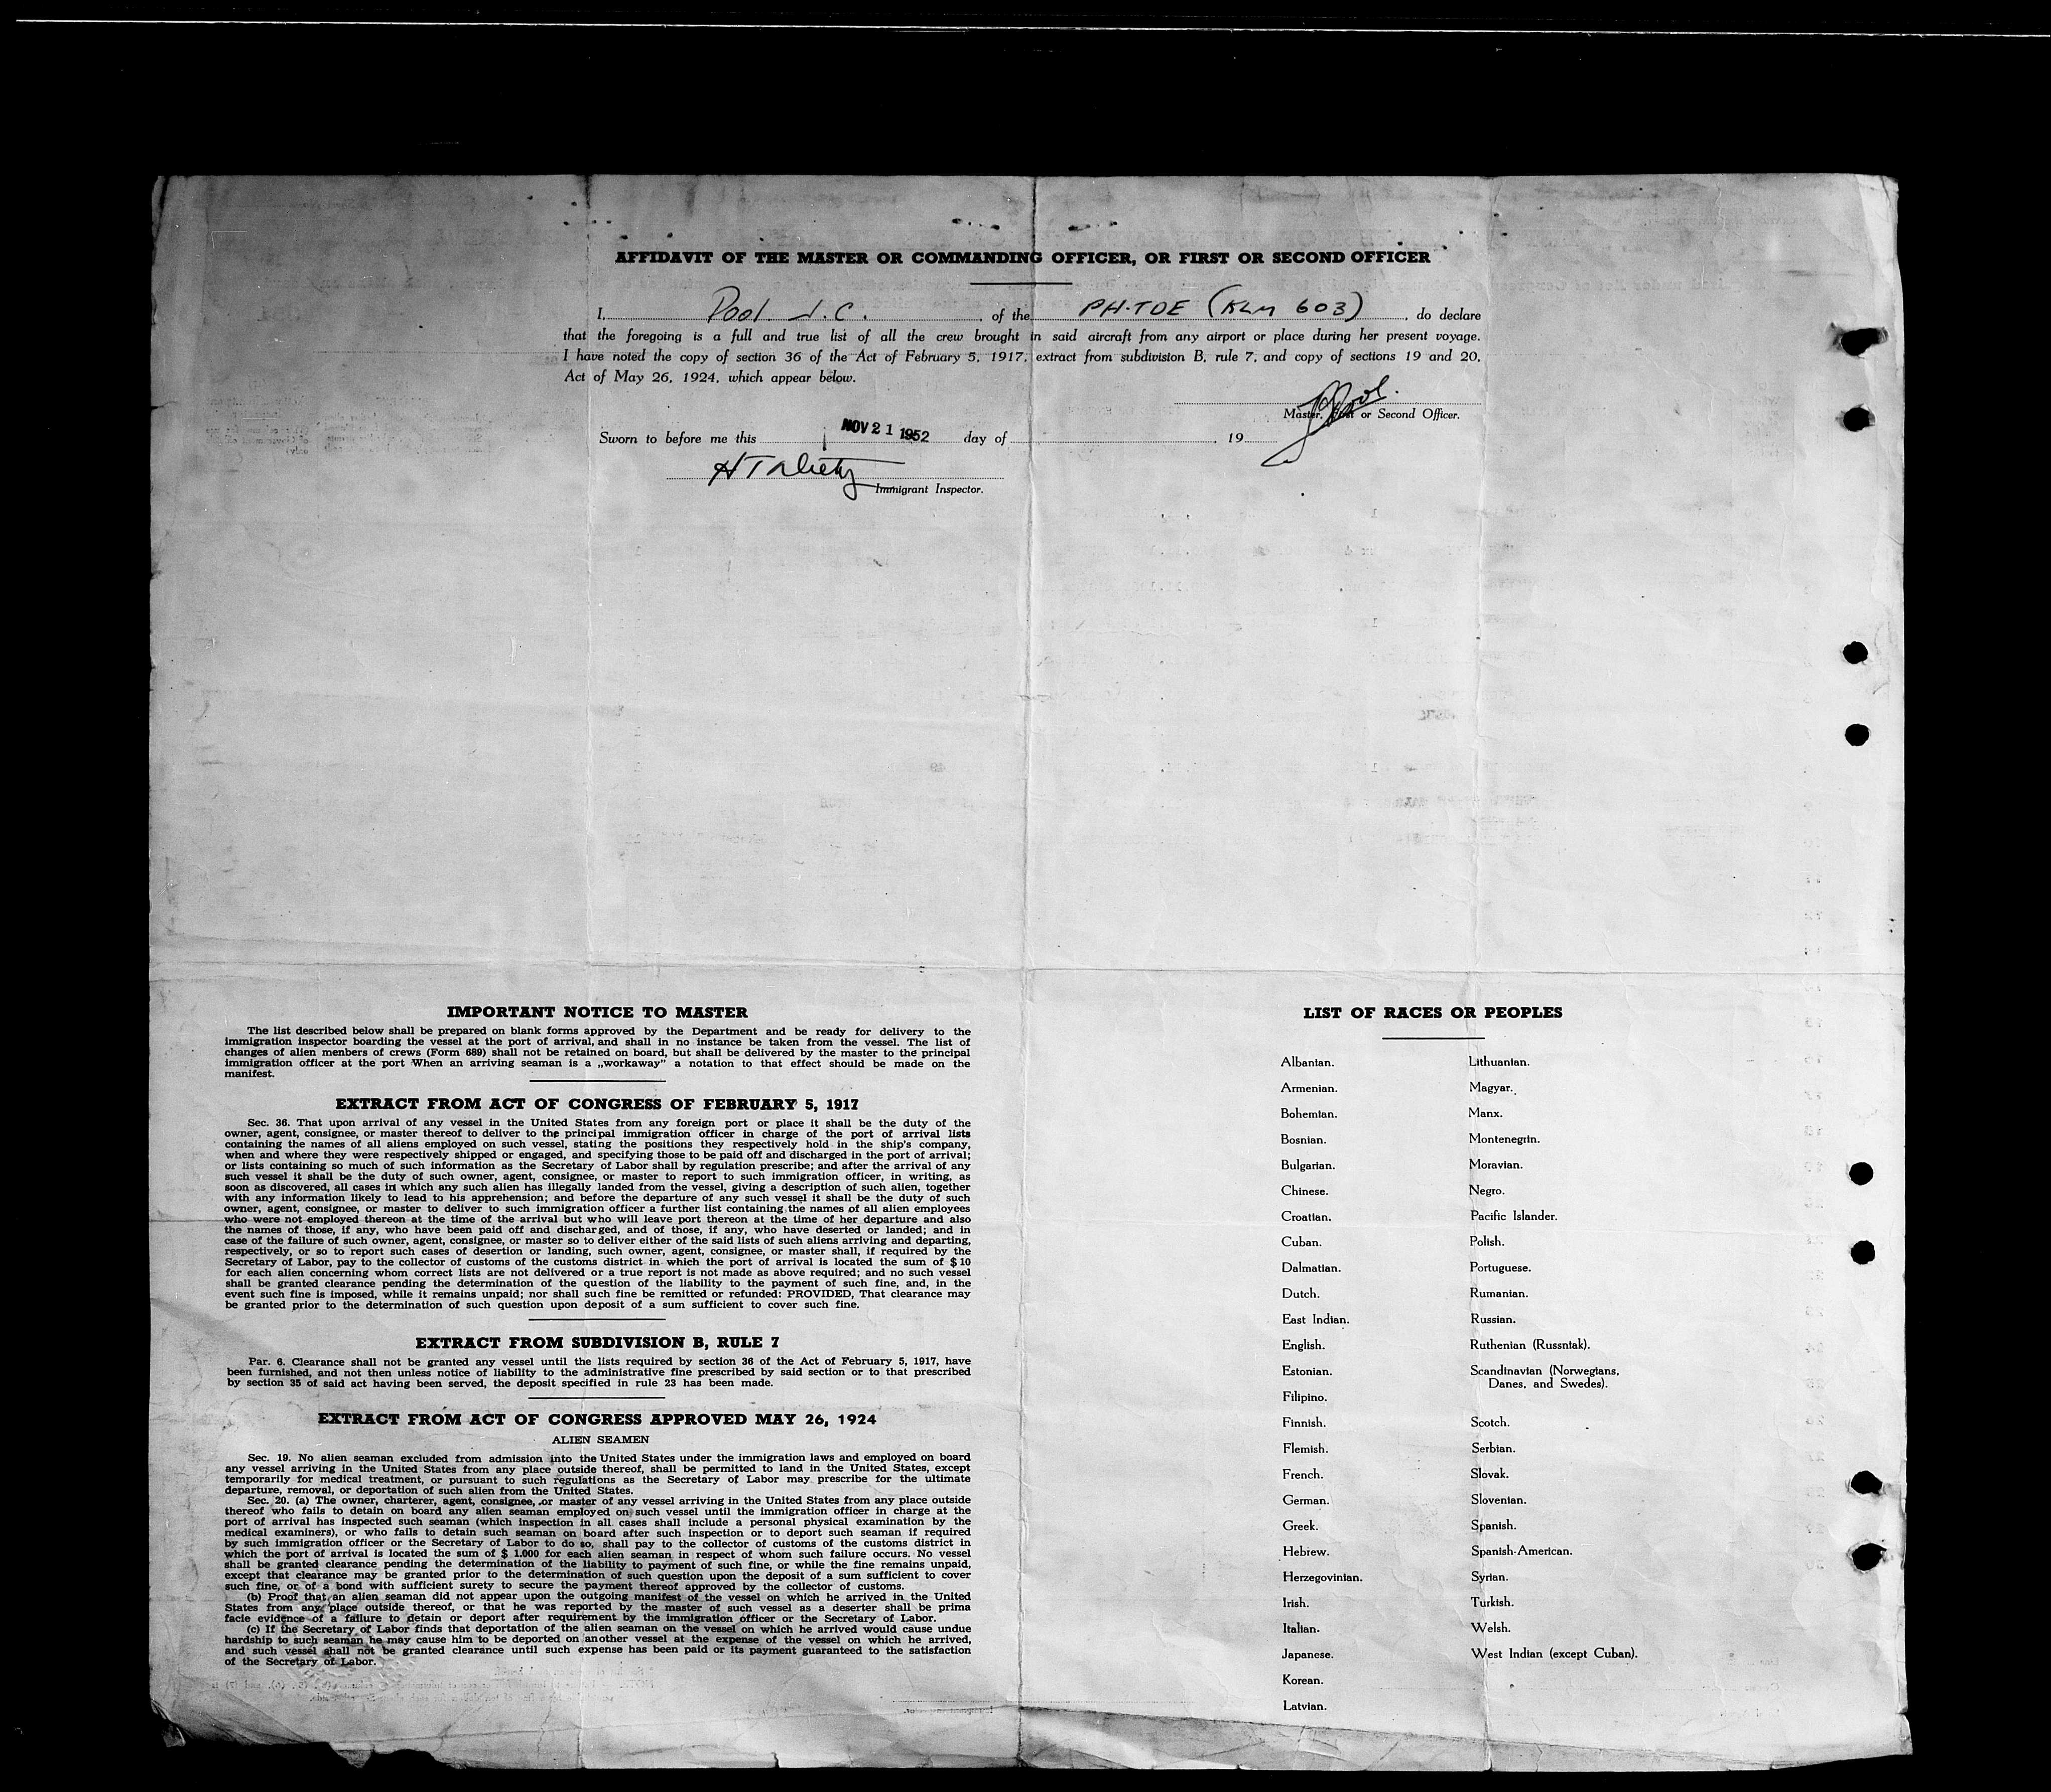 AFFIDAVIT OF THE MASTER OR COMMANDING OFFICER, OR FIRST OR SECOND OFFICER
I, Pool. J.C. of the PH-TDE (KLM 603), do declare
that the foregoing is a full and true list of all the crew brought in said aircraft from any airport or place during her present voyage.
I have noted the copy of section 36 of the Act of February 5, 1917, extract from subdivision B, rule 7, and copy of sections 19 and 20,
Act of May 26, 1924, which appear below.
Master, First or Second Officer.
Sworn to before me this NOV 21 1952 day of , 19
Immigrant Inspector.
IMPORTANT NOTICE TO MASTER
The list described below shall be prepared on blank forms approved by the Department and be ready for delivery to the
immigration inspector boarding the vessel at the port of arrival, and shall in no instance be taken from the vessel. The list of
changes of alien menbers of crews (Form 689) shall not be retained on board, but shall be delivered by the master to the principal
immigration officer at the port When an arriving seaman is a „workaway” a notation to that effect should be made on the
manifest.
EXTRACT FROM ACT OF CONGRESS OF FEBRUARY 5, 1917
Sec. 36. That upon arrival of any vessel in the United States from any foreign port or place it shall be the duty of the
owner, agent, consignee, or master thereof to deliver to the principal immigration officer in charge of the port of arrival lists
containing the names of all aliens employed on such vessel, stating the positions they respectively hold in the ship's company,
when and where they were respectively shipped or engaged, and specifying those to be paid off and discharged in the port of arrival;
or lists containing so much of such information as the Secretary of Labor shall by regulation prescribe; and after the arrival of any
such vessel it shall be the duty of such owner, agent, consignee, or master to report to such immigration officer, in writing, as
soon as discovered, all cases in which any such alien has illegally landed from the vessel, giving a description of such alien, together
with any information likely to lead to his apprehension; and before the departure of any such vessel it shall be the duty of such
owner, agent, consignee, or master to deliver to such immigration officer a further list containing the names of all alien employees
who were not employed thereon at the time of the arrival but who will leave port thereon at the time of her departure and also
who have been paid off and discharged, and of those, if any, who have deserted or landed; and in
case of the failure of such owner, agent, consignee, or master so to deliver either of the said lists of such aliens arriving and departing,
respectively, or so to report such cases of desertion or landing, such owner, agent, consignee, or master shall, if required by the
Secretary of Labor, pay to the collector of customs of the customs district in which the port of arrival is located the sum of $10
for each alien concerning whom correct lists are not delivered or a true report is not made as above required; and no such vessel
shall be granted clearance pending the determination of the question of the liability to the payment of such fine, and, in the
event such fine is imposed, while it remains unpaid; nor shall such fine be remitted or refunded: PROVIDED, That clearance may
be granted prior to the determination of such question upon deposit of a sum sufficient to cover such fine.
EXTRACT FROM SUBDIVISION B, RULE 7
Par. 6. Clearance shall not be granted any vessel until the lists required by section 36 of the Act of February 5, 1917, have
been furnished, and not then unless notice of liability to the administrative fine prescribed by said section or to that prescribed
by section 35 of said act having been served, the deposit specified in rule 23 has been made.
EXTRACT FROM ACT OF CONGRESS APPROVED MAY 26, 1924
ALIEN SEAMEN
Sec. 19. No alien seaman excluded from admission into the United States under the immigration laws and employed on board
any vessel arriving in the United States from any place outside thereof, shall be permitted to land in the United States, except
temporarily for medical treatment, or pursuant to such regulations as the Secretary of Labor may prescribe for the ultimate
departure, removal, or deportation of such alien from the United States.
Sec. 20. (a) The owner, charterer, agent, consignee, or master of any vessel arriving in the United States from any place outside
thereof who fails to detain on board any alien seaman employed on such vessel until the immigration officer in charge at the
port of arrival has inspected such seaman (which inspection in all cases shall include a personal physical examination by the
medical examiners), or who fails to detain such seaman on board after such inspection or to deport such seaman if required
by such immigration officer or the Secretary of Labor to do so, shall pay to the collector of customs of the customs district in
which the port of arrival is located the sum of $ 1.000 for each alien seaman in respect of whom such failure occurs. No vessel
shall be granted clearance pending the determination of the liability to payment of such fine, or while the fine remains unpaid,
except that clearance may be granted prior to the determination of such question upon the deposit of a sum sufficient to cover
such fine, or of a bond with sufficient surety to secure the payment thereof approved by the collector of customs.
(b) Proof that an alien seaman did not appear upon the outgoing manifest of the vessel on which he arrived in the United
States from any place outside thereof, or that he was reported by the master of such vessel as a deserter shall be prima
facie evidence of a failure to detain or deport after requirement by the immigration officer or the Secretary of Labor.
(c) If the Secretary of Labor finds that deportation of the alien seaman on the vessel on which he arrived would cause undue
hardship to such seaman he may cause him to be deported on another vessel at the expense of the vessel on which he arrived,
and such vessel shall not be granted clearance until such expense has been paid or its payment guaranteed to the satisfaction
of the Secretary of Labor.
LIST OF RACES OR PEOPLES
Albanian.
Armenian.
Bohemian.
Bosnian.
Bulgarian.
Chinese.
Croatian.
Cuban.
Dalmatian.
Dutch.
East Indian.
English.
Estonian.
Filipino.
Finnish.
Flemish.
French.
German.
Greek.
Hebrew.
Herzegovinian.
Irish.
Italian.
Japanese.
Korean.
Latvian.
Lithuanian.
Magyar.
Manx.
Montenegrin.
Moravian.
Negro.
Pacific Islander.
Polish.
Portuguese.
Rumanian.
Russian.
Ruthenian (Russniak).
Scandinavian (Norwegians,
Danes, and Swedes).
Scotch.
Serbian.
Slovak.
Slovenian.
Spanish.
Spanish-American.
Syrian.
Turkish.
Welsh.
West Indian (except Cuban).